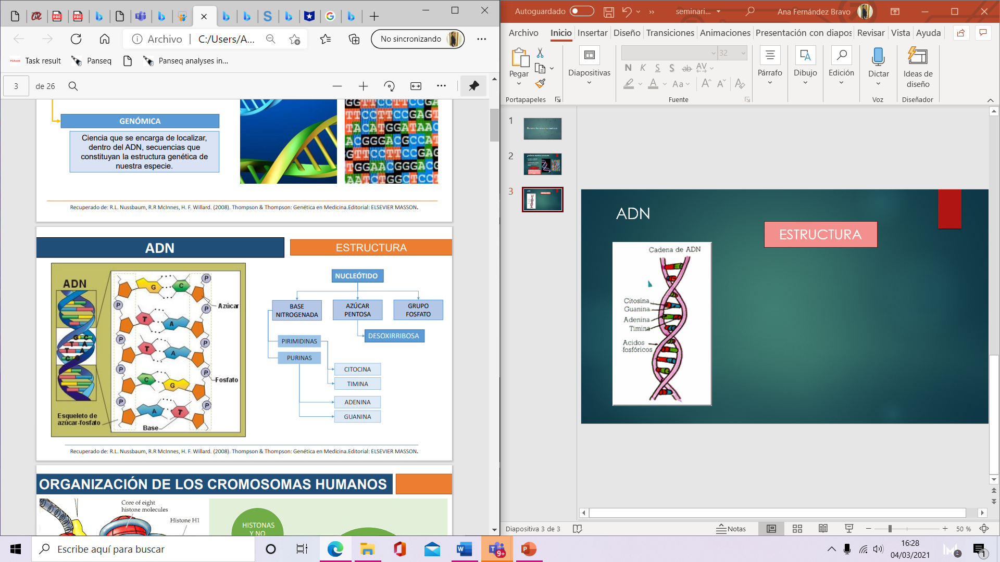 Archivo
C:/Users/A...
No sincronizando
Task result
Panseq
Panseq analyses in...
3
de 26
GENÓMICA
Ciencia que se encarga de localizar,
dentro del ADN, secuencias que
constituyan la estructura genética de
nuestra especie.
TTCCTTCCGAGT
TACATGGATAAC
ACGGGACGCCAT
GTTCCTTCCGAG
TGGAACGGGACG
AATCTGGCTCCT
Recuperado de: R.L. Nussbaum, R.R McInnes, H. F. Willard. (2008). Thompson & Thompson: Genética en Medicina.Editorial: ELSEVIER MASSON.
ADN
ESTRUCTURA
ADN
G C
T A
T A
C G
A T
P
P
P
P
P
P
P
P
P
Azúcar
Fosfato
Esqueleto de
azúcar-fosfato
Base
NUCLEÓTIDO
BASE
NITROGENADA
AZÚCAR
PENTOSA
GRUPO
FOSFATO
DESOXIRRIBOSA
PIRIMIDINAS
PURINAS
CITOCINA
TIMINA
ADENINA
GUANINA
Recuperado de: R.L. Nussbaum, R.R McInnes, H. F. Willard. (2008). Thompson & Thompson: Genética en Medicina.Editorial: ELSEVIER MASSON.
ORGANIZACIÓN DE LOS CROMOSOMAS HUMANOS
Core of eight
histone molecules
Histone H1
HISTONAS
Y NO
Autoguardado
seminari...
Ana Fernández Bravo
Archivo
Inicio
Insertar
Diseño
Transiciones
Animaciones
Presentación con diapos
Revisar
Vista
Ayuda
Pegar
Portapapeles
Diapositivas
32
N K S S ab AV
A Aa A A A
Fuente
Párrafo
Dibujo
Edición
Dictar
Voz
Ideas de
diseño
Diseñador
1
2
3
ADN
ESTRUCTURA
Cadena de ADN
Citosina
Guanina
Adenina
Timina
Acidos
fosfóricos
Diapositiva 3 de 3
Notas
50 %
Escribe aquí para buscar
9+
16:28
04/03/2021
2
1